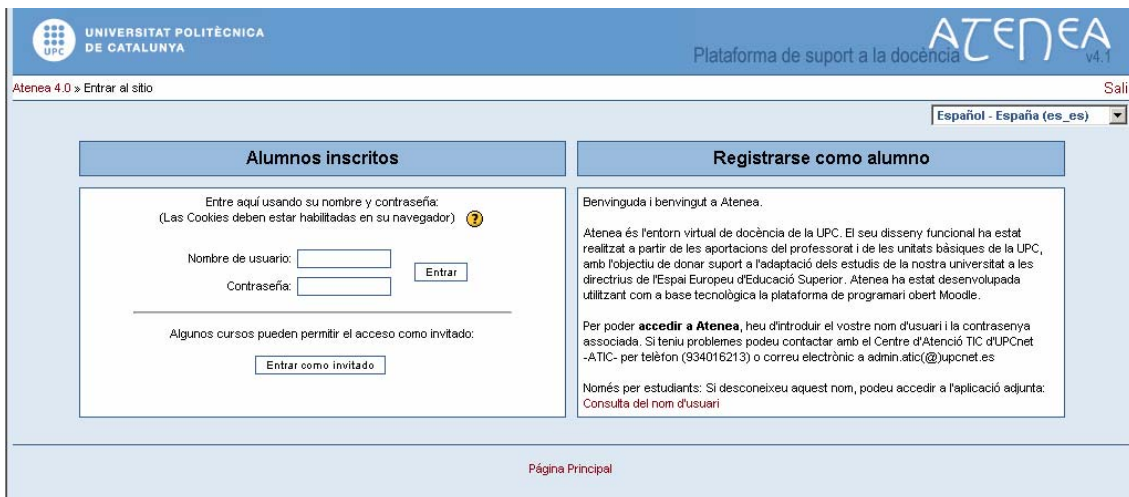 UPC
UNIVERSITAT POLITÈCNICA
DE CATALUNYA
Plataforma de suport a la docència
ATENEA
v4.1
Atenea 4.0 » Entrar al sitio
Sali
Español - España (es_es)
Alumnos inscritos
Entre aquí usando su nombre y contraseña:
(Las Cookies deben estar habilitadas en su navegador) ?
Nombre de usuario:
Contraseña:
Entrar
Algunos cursos pueden permitir el acceso como invitado:
Entrar como invitado
Registrarse como alumno
Benvinguda i benvingut a Atenea.
Atenea és l'entorn virtual de docència de la UPC. El seu disseny funcional ha estat
realitzat a partir de les aportacions del professorat i de les unitats bàsiques de la UPC,
amb l'objectiu de donar suport a l'adaptació dels estudis de la nostra universitat a les
directrius de l'Espai Europeu d'Educació Superior. Atenea ha estat desenvolupada
utilitzant com a base tecnològica la plataforma de programari obert Moodle.
Per poder accedir a Atenea, heu d'introduir el vostre nom d'usuari i la contrasenya
associada. Si teniu problemes podeu contactar amb el Centre d'Atenció TIC d'UPCnet
-ATIC- per telèfon (934016213) o correu electrònic a admin.atic(@)upcnet.es
Només per estudiants: Si desconeixeu aquest nom, podeu accedir a l'aplicació adjunta:
Consulta del nom d'usuari
Página Principal